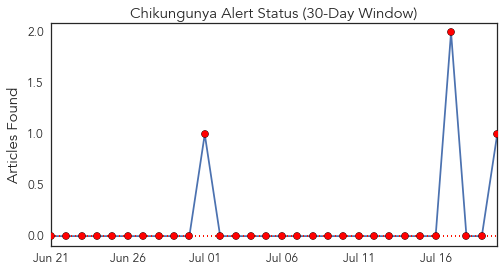 Chikungunya Alert Status (30-Day Window)
Articles Found
2.0
1.5
1.0
0.5
0.0
Jun 21 Jun 26 Jul 01 Jul 06 Jul 11 Jul 16